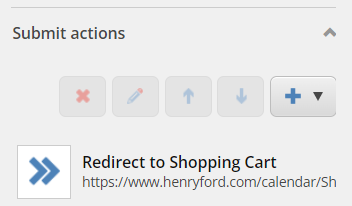 Submit actions
Redirect to Shopping Cart
https://www.henryford.com/calendar/Sh